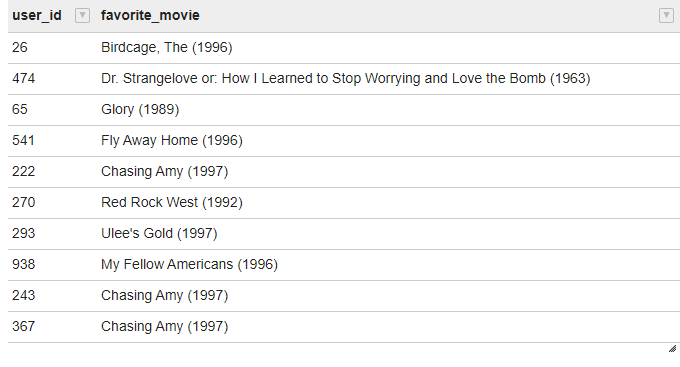 user_id favorite_movie
26 Birdcage, The (1996)
474 Dr. Strangelove or: How I Learned to Stop Worrying and Love the Bomb (1963)
65 Glory (1989)
541 Fly Away Home (1996)
222 Chasing Amy (1997)
270 Red Rock West (1992)
293 Ulee's Gold (1997)
938 My Fellow Americans (1996)
243 Chasing Amy (1997)
367 Chasing Amy (1997)